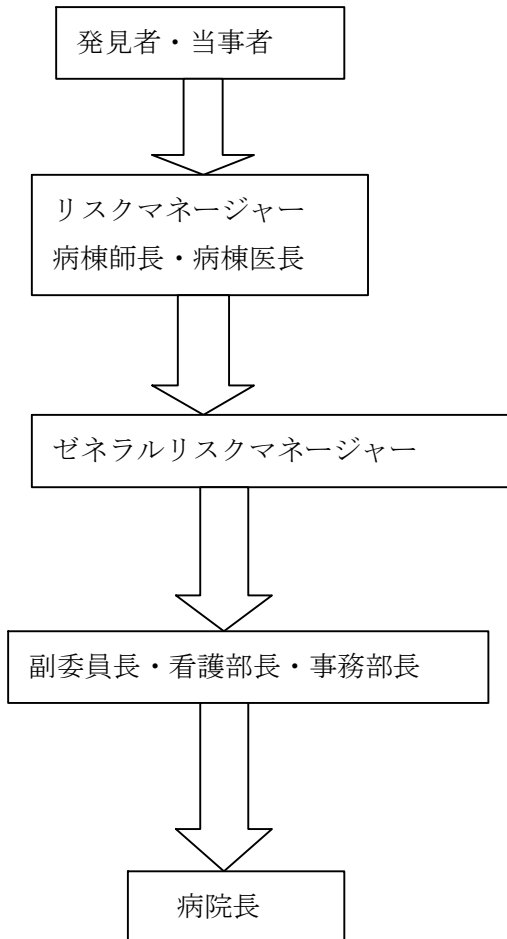 発見者・当事者
リスクマネージャー
病棟師長・病棟医長
ゼネラルリスクマネージャー
副委員長・看護部長・事務部長
病院長